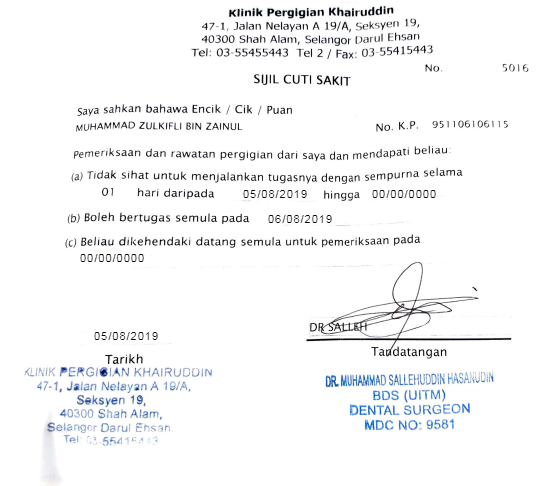 Klinik Pergigian Khairuddin
47-1, Jalan Nelayan A 19/A, Seksyen 19,
40300 Shah Alam, Selangor Darul Ehsan
Tel: 03-55455443 Tel 2 / Fax: 03-55415443
No. 5016
SIJIL CUTI SAKIT
Saya sahkan bahawa Encik / Cik / Puan
MUHAMMAD ZULKIFLI BIN ZAINUL No. K.P. 951106106115
Pemeriksaan dan rawatan pergigian dari saya dan mendapati beliau:
(a) Tidak sihat untuk menjalankan tugasnya dengan sempurna selama
01 hari daripada 05/08/2019 hingga 00/00/0000
(b) Boleh bertugas semula pada 06/08/2019
(c) Beliau dikehendaki datang semula untuk pemeriksaan pada
00/00/0000
DR SALLEH
05/08/2019
Tarikh Tandatangan
KLINIK PERGIGIAN KHAIRUDDIN
47-1, Jalan Nelayan A 19/A,
Seksyen 19,
40300 Shah Alam,
Selangor Darul Ehsan.
Tel: 03-55415443
DR. MUHAMMAD SALLEHUDDIN HASANUDIN
BDS (UITM)
DENTAL SURGEON
MDC NO: 9581